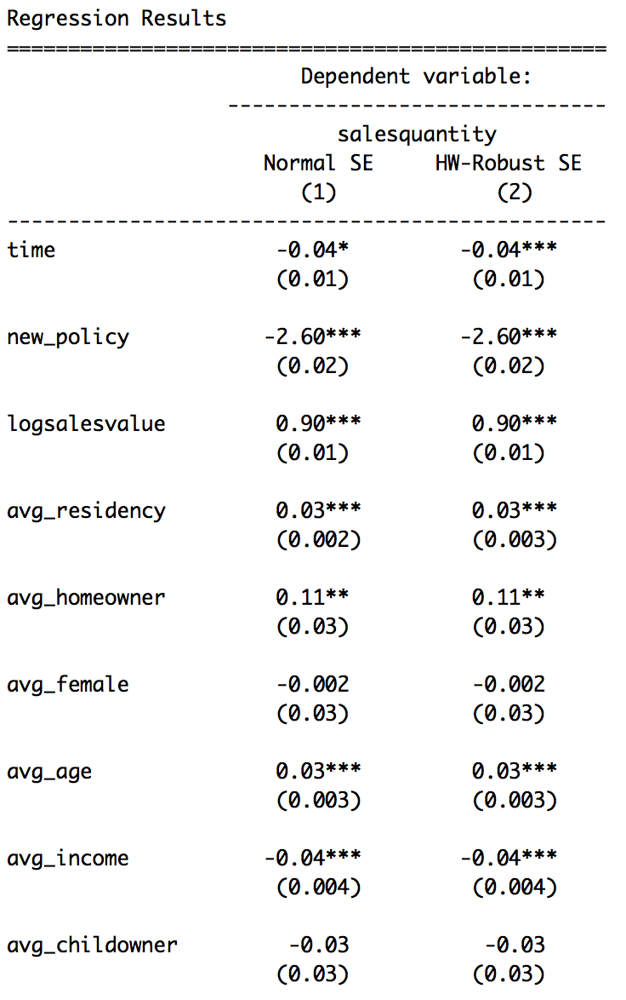 Regression Results
=================================================
Dependent variable:
-------------------------------
salesquantity
Normal SE HW-Robust SE
(1) (2)
-------------------------------------------------
time -0.04* -0.04***
(0.01) (0.01)
new_policy -2.60*** -2.60***
(0.02) (0.02)
logsalesvalue 0.90*** 0.90***
(0.01) (0.01)
avg_residency 0.03*** 0.03***
(0.002) (0.003)
avg_homeowner 0.11** 0.11**
(0.03) (0.03)
avg_female -0.002 -0.002
(0.03) (0.03)
avg_age 0.03*** 0.03***
(0.003) (0.003)
avg_income -0.04*** -0.04***
(0.004) (0.004)
avg_childowner -0.03 -0.03
(0.03) (0.03)